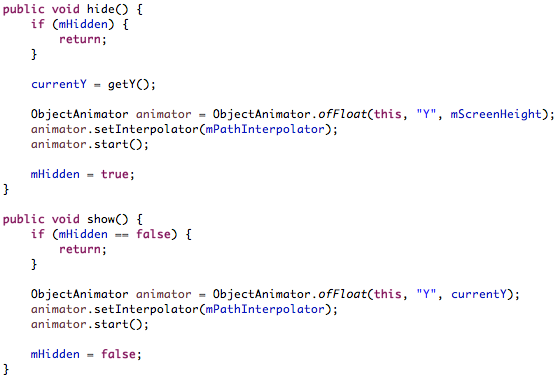 public void hide() {
    if (mHidden) {
        return;
    }

    currentY = getY();

    ObjectAnimator animator = ObjectAnimator.ofFloat(this, "Y", mScreenHeight);
    animator.setInterpolator(mPathInterpolator);
    animator.start();

    mHidden = true;
}

public void show() {
    if (mHidden == false) {
        return;
    }

    ObjectAnimator animator = ObjectAnimator.ofFloat(this, "Y", currentY);
    animator.setInterpolator(mPathInterpolator);
    animator.start();

    mHidden = false;
}